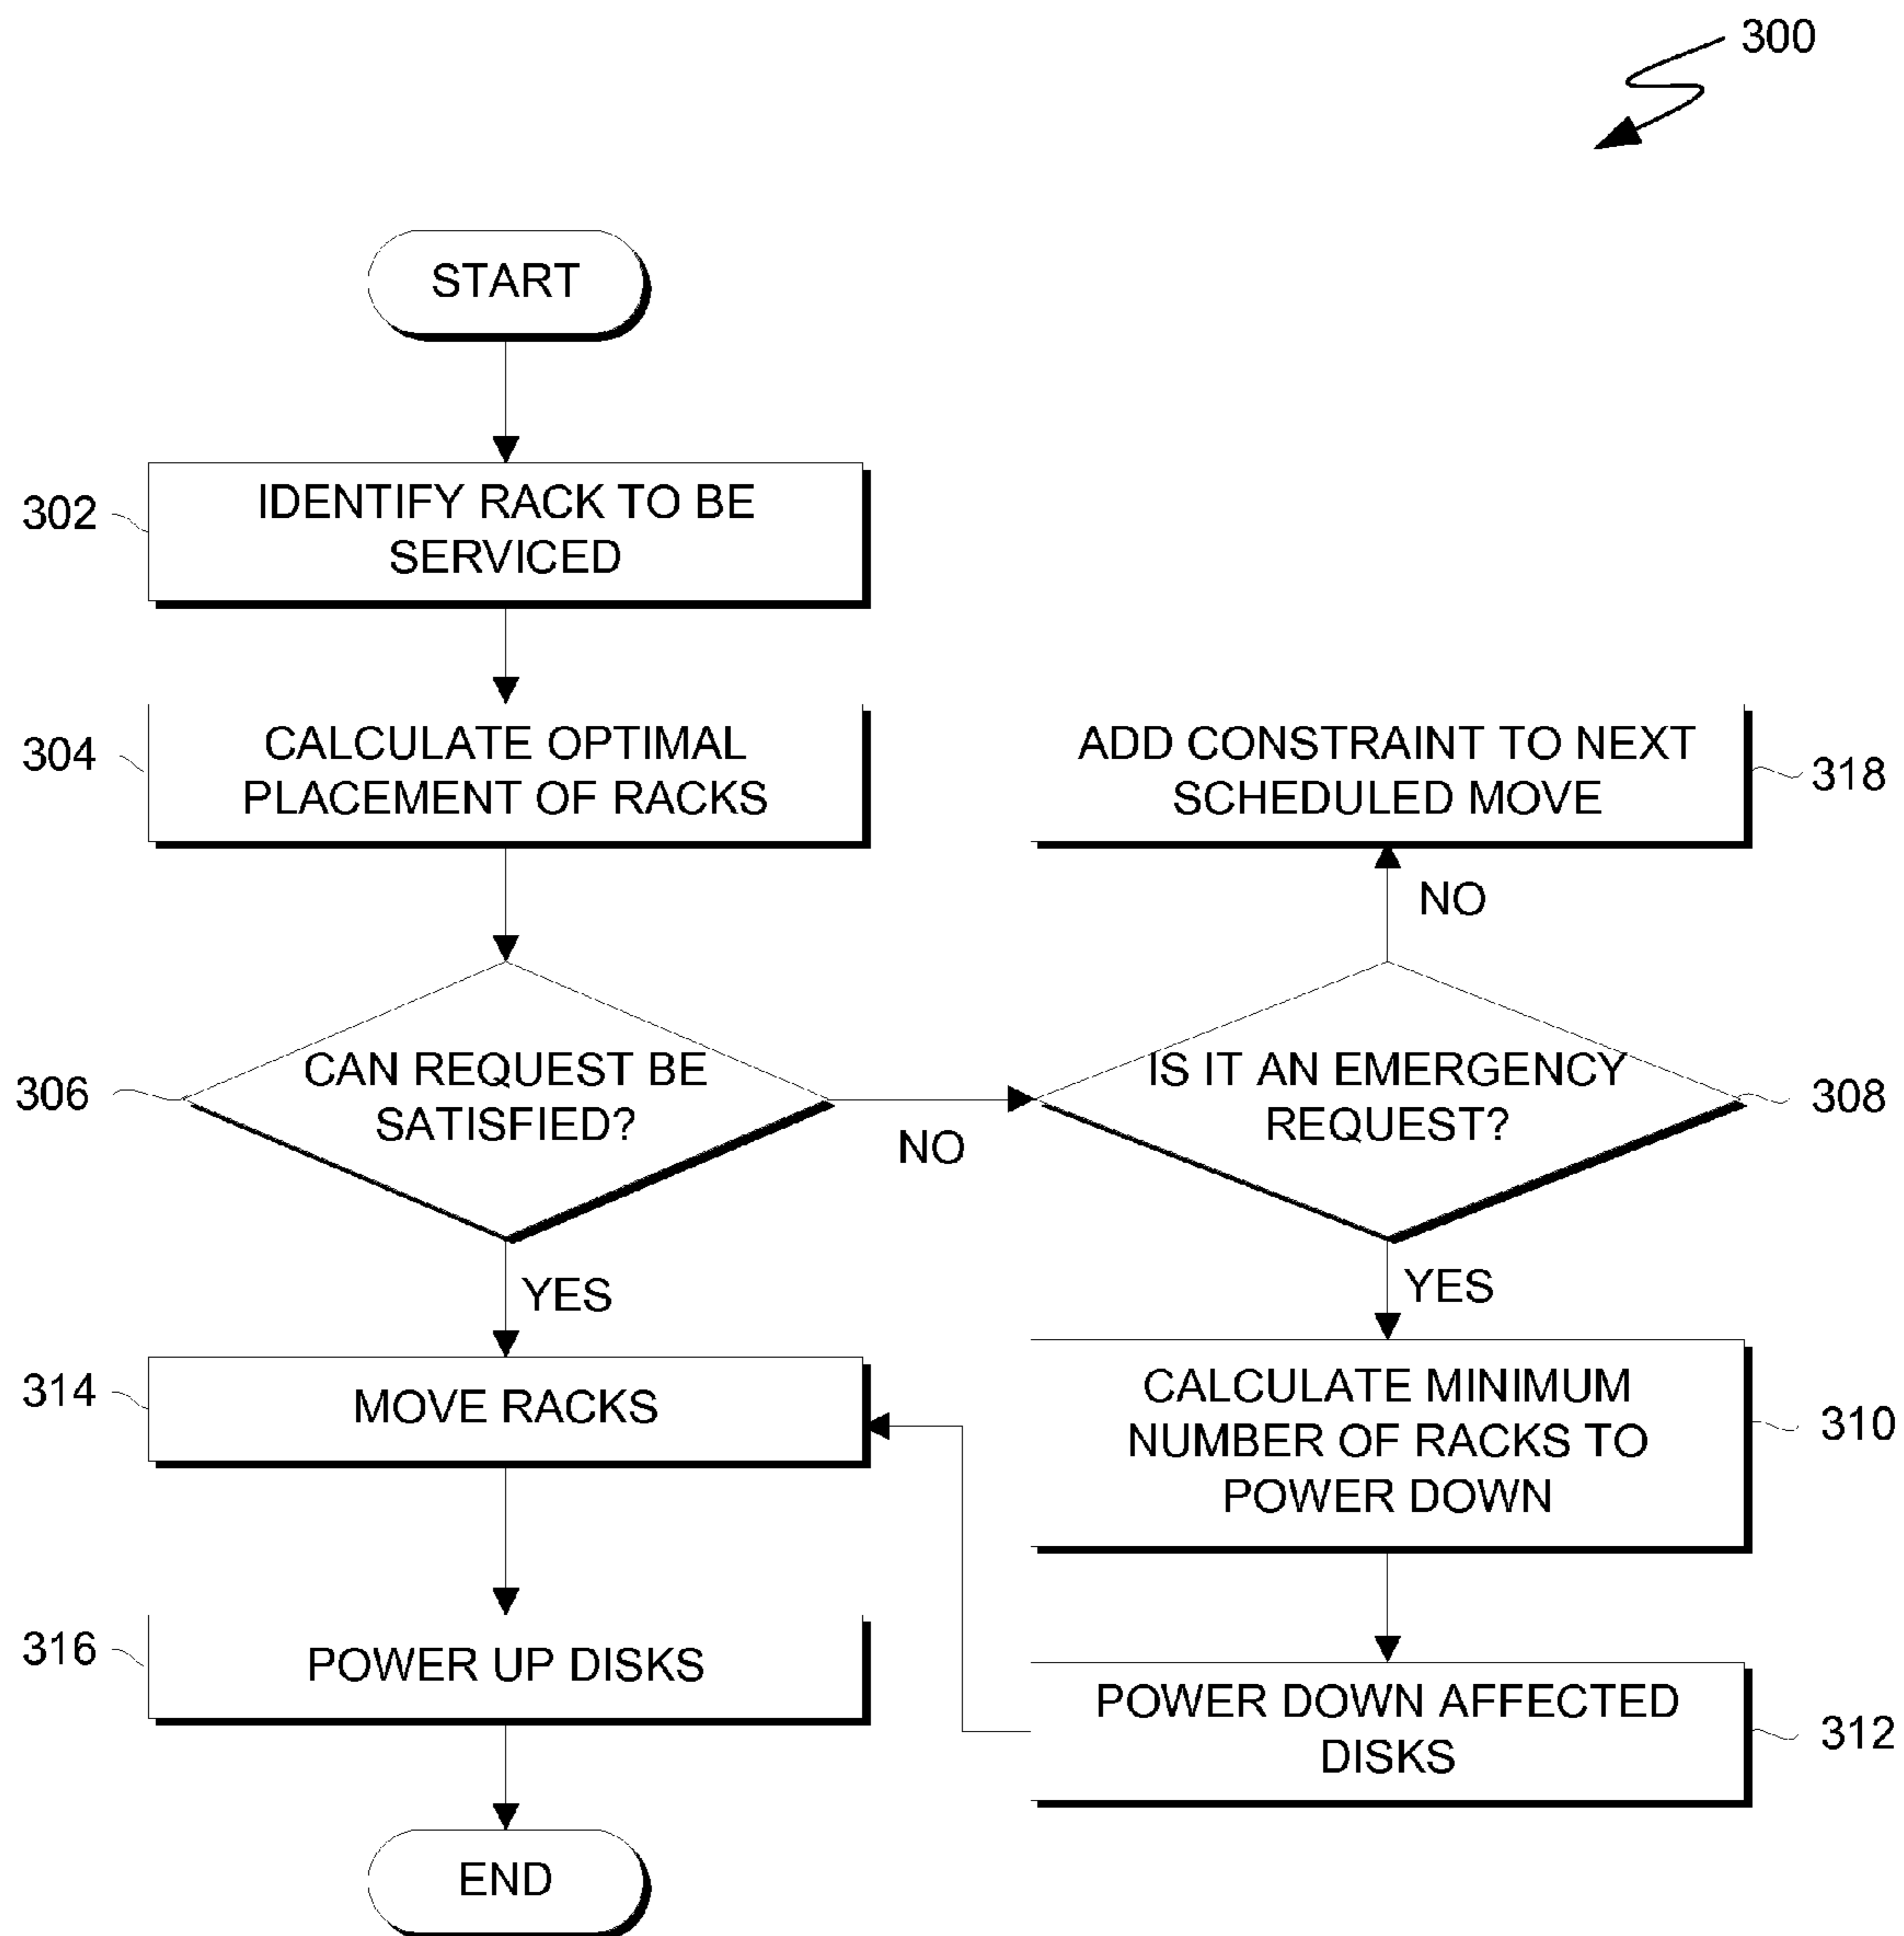 300
START
302
IDENTIFY RACK TO BE
SERVICED
304
CALCULATE OPTIMAL
PLACEMENT OF RACKS
ADD CONSTRAINT TO NEXT
SCHEDULED MOVE
318
NO
306
CAN REQUEST BE
SATISFIED?
NO
IS IT AN EMERGENCY
REQUEST?
308
YES
YES
314
MOVE RACKS
CALCULATE MINIMUM
NUMBER OF RACKS TO
POWER DOWN
310
316
POWER UP DISKS
POWER DOWN AFFECTED
DISKS
312
END